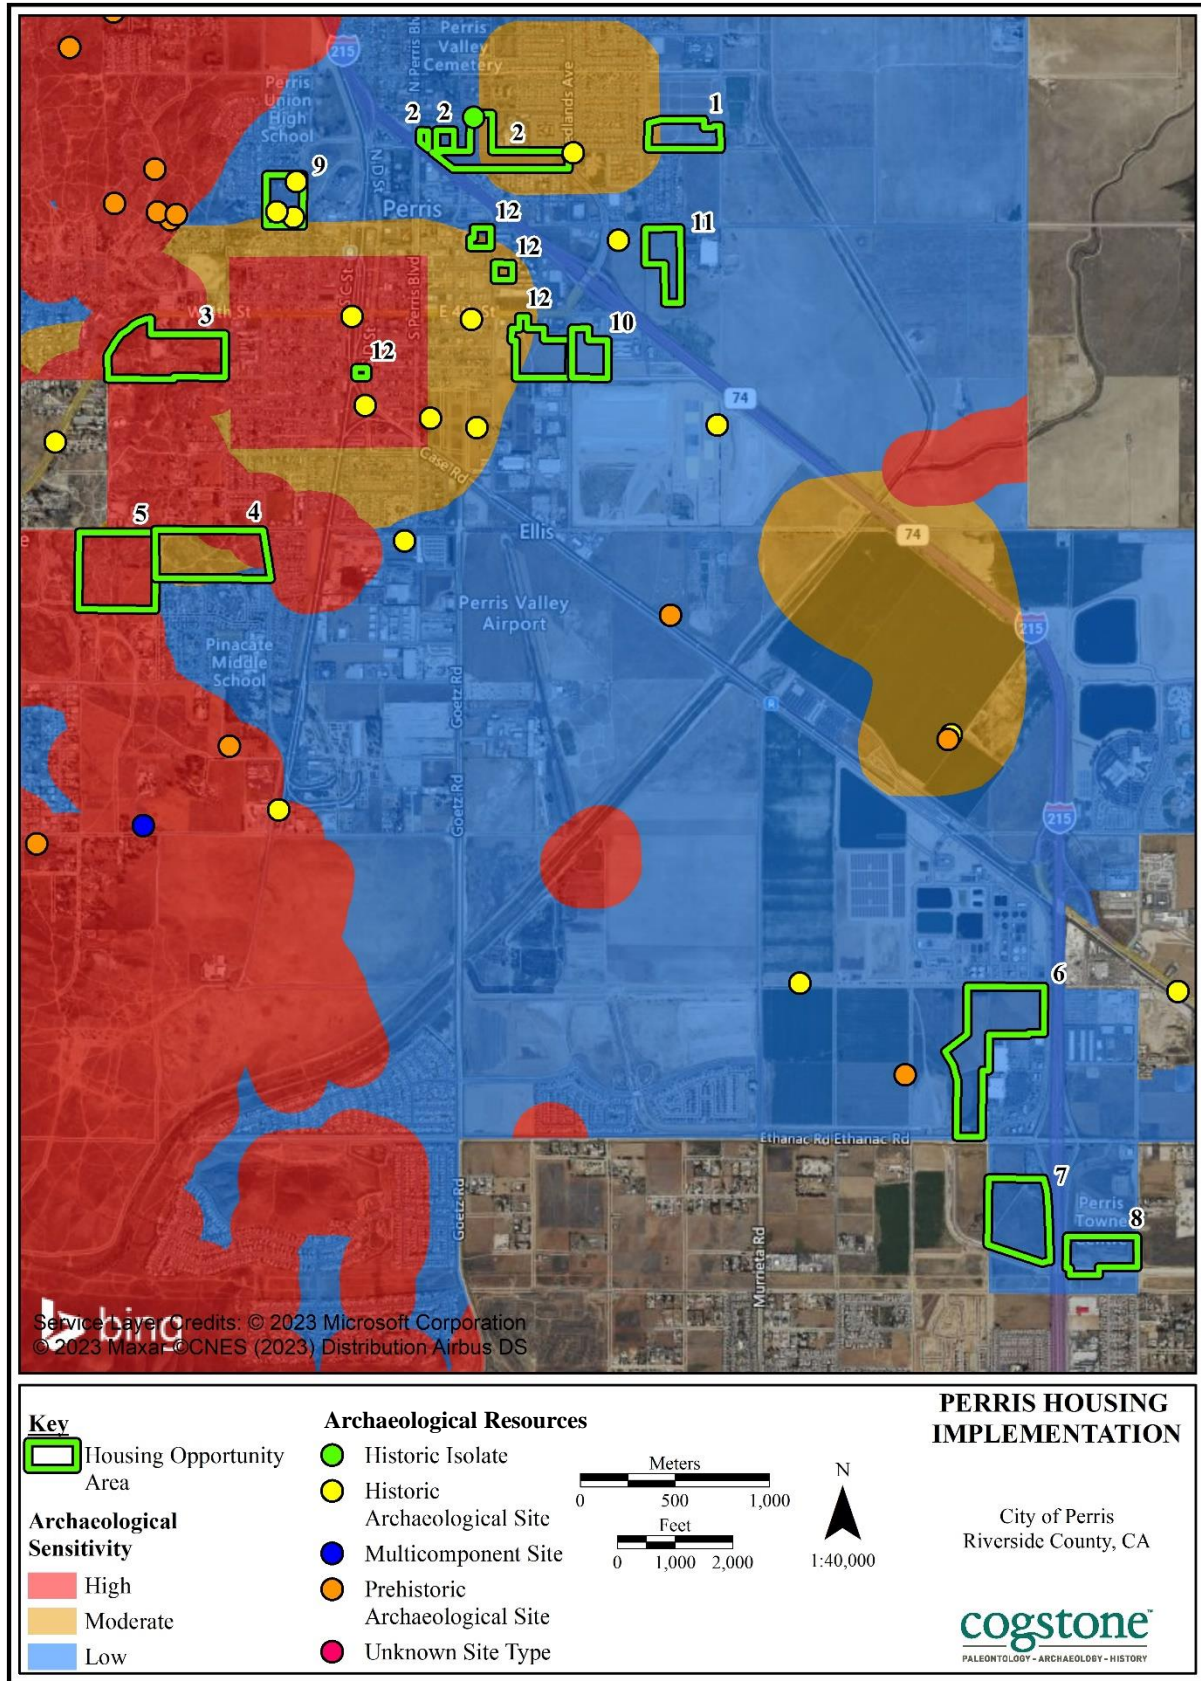 Perris
Valley
Cemetery
N Perris Blvd
215
Perris
Union
High
School
2
2
2
1
edlands Ave
N D St
9
Perris
12
11
12
12
10
W 4th St
3
S C St
S Perris Blvd
E 4th St
12
D St
74
Case Rd
5
4
Ellis
74
Perris Valley
Airport
215
Pinacate
Middle
School
Goetz Rd
Goetz Rd
215
6
Ethanac Rd Ethanac Rd
7
Perris
Towne
8
Goetz Rd
Murrieta Rd
bing
Service Layer Credits: © 2023 Microsoft Corporation
© 2023 Maxar ©CNES (2023) Distribution Airbus DS
Key
Housing Opportunity
Area
Archaeological
Sensitivity
High
Moderate
Low
Archaeological Resources
Historic Isolate
Historic
Archaeological Site
Multicomponent Site
Prehistoric
Archaeological Site
Unknown Site Type
Meters
0 500 1,000
Feet
0 1,000 2,000
N
1:40,000
PERRIS HOUSING
IMPLEMENTATION
City of Perris
Riverside County, CA
cogstone™
PALEONTOLOGY - ARCHAEOLOGY - HISTORY